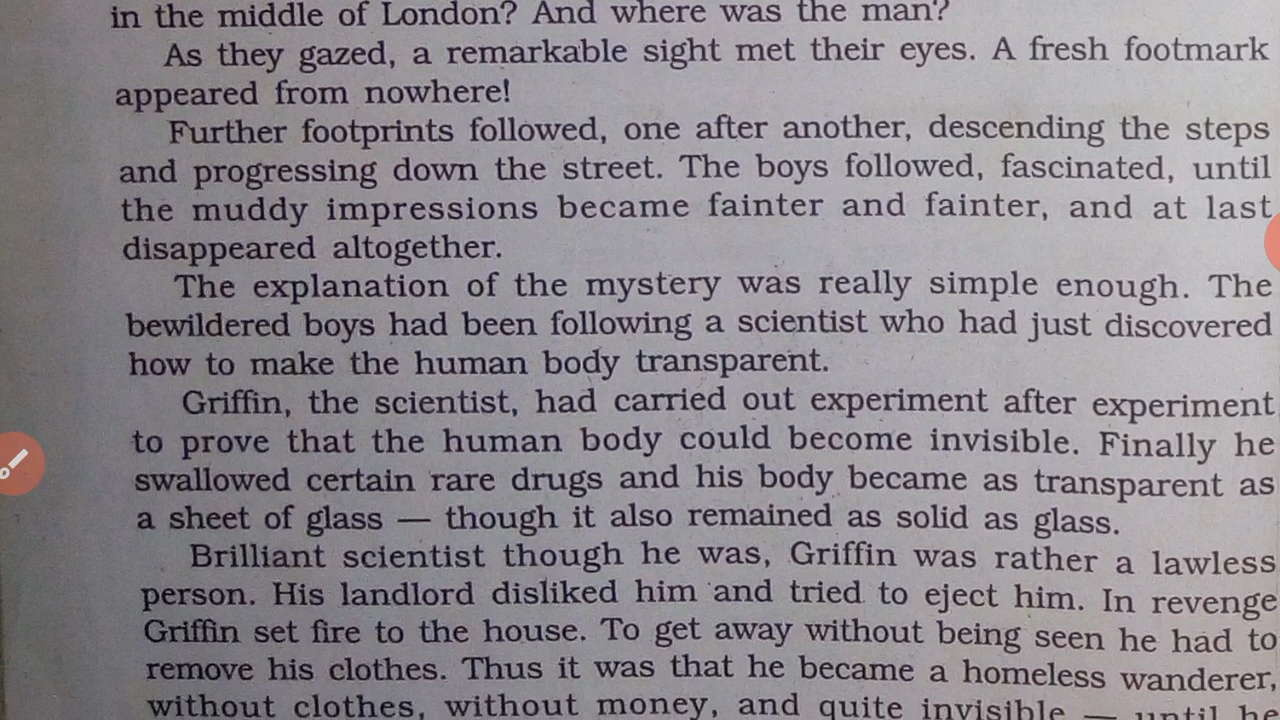 in the middle of London? And where was the man?
As they gazed, a remarkable sight met their eyes. A fresh footmark
appeared from nowhere!
Further footprints followed, one after another, descending the steps
and progressing down the street. The boys followed, fascinated, until
the muddy impressions became fainter and fainter, and at last
disappeared altogether.
The explanation of the mystery was really simple enough. The
bewildered boys had been following a scientist who had just discovered
how to make the human body transparent.
Griffin, the scientist, had carried out experiment after experiment
to prove that the human body could become invisible. Finally he
swallowed certain rare drugs and his body became as transparent as
a sheet of glass — though it also remained as solid as glass.
Brilliant scientist though he was, Griffin was rather a lawless
person. His landlord disliked him and tried to eject him. In revenge
Griffin set fire to the house. To get away without being seen he had to
remove his clothes. Thus it was that he became a homeless wanderer,
without clothes, without money, and quite invisible — until he